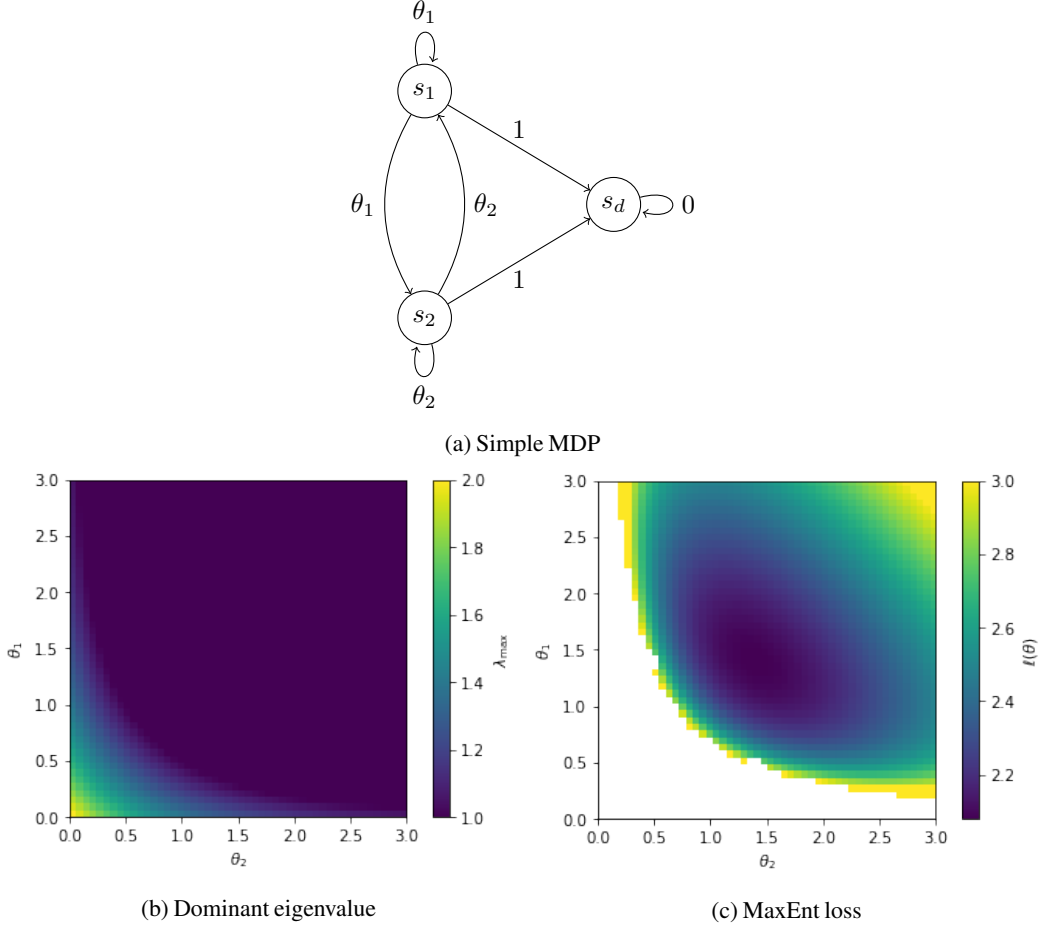 θ₁
s₁
1
θ₁
θ₂
s_d
0
1
s₂
θ₂
(a) Simple MDP
3.0
2.5
2.0
1.5
1.0
0.5
0.0
θ₁
0.0 0.5 1.0 1.5 2.0 2.5 3.0
θ₂
2.0
1.8
1.6
1.4
1.2
1.0
λmax
(b) Dominant eigenvalue
3.0
2.5
2.0
1.5
1.0
0.5
0.0
θ₁
0.0 0.5 1.0 1.5 2.0 2.5 3.0
θ₂
3.0
2.8
2.6
2.4
2.2
ℓ(θ)
(c) MaxEnt loss